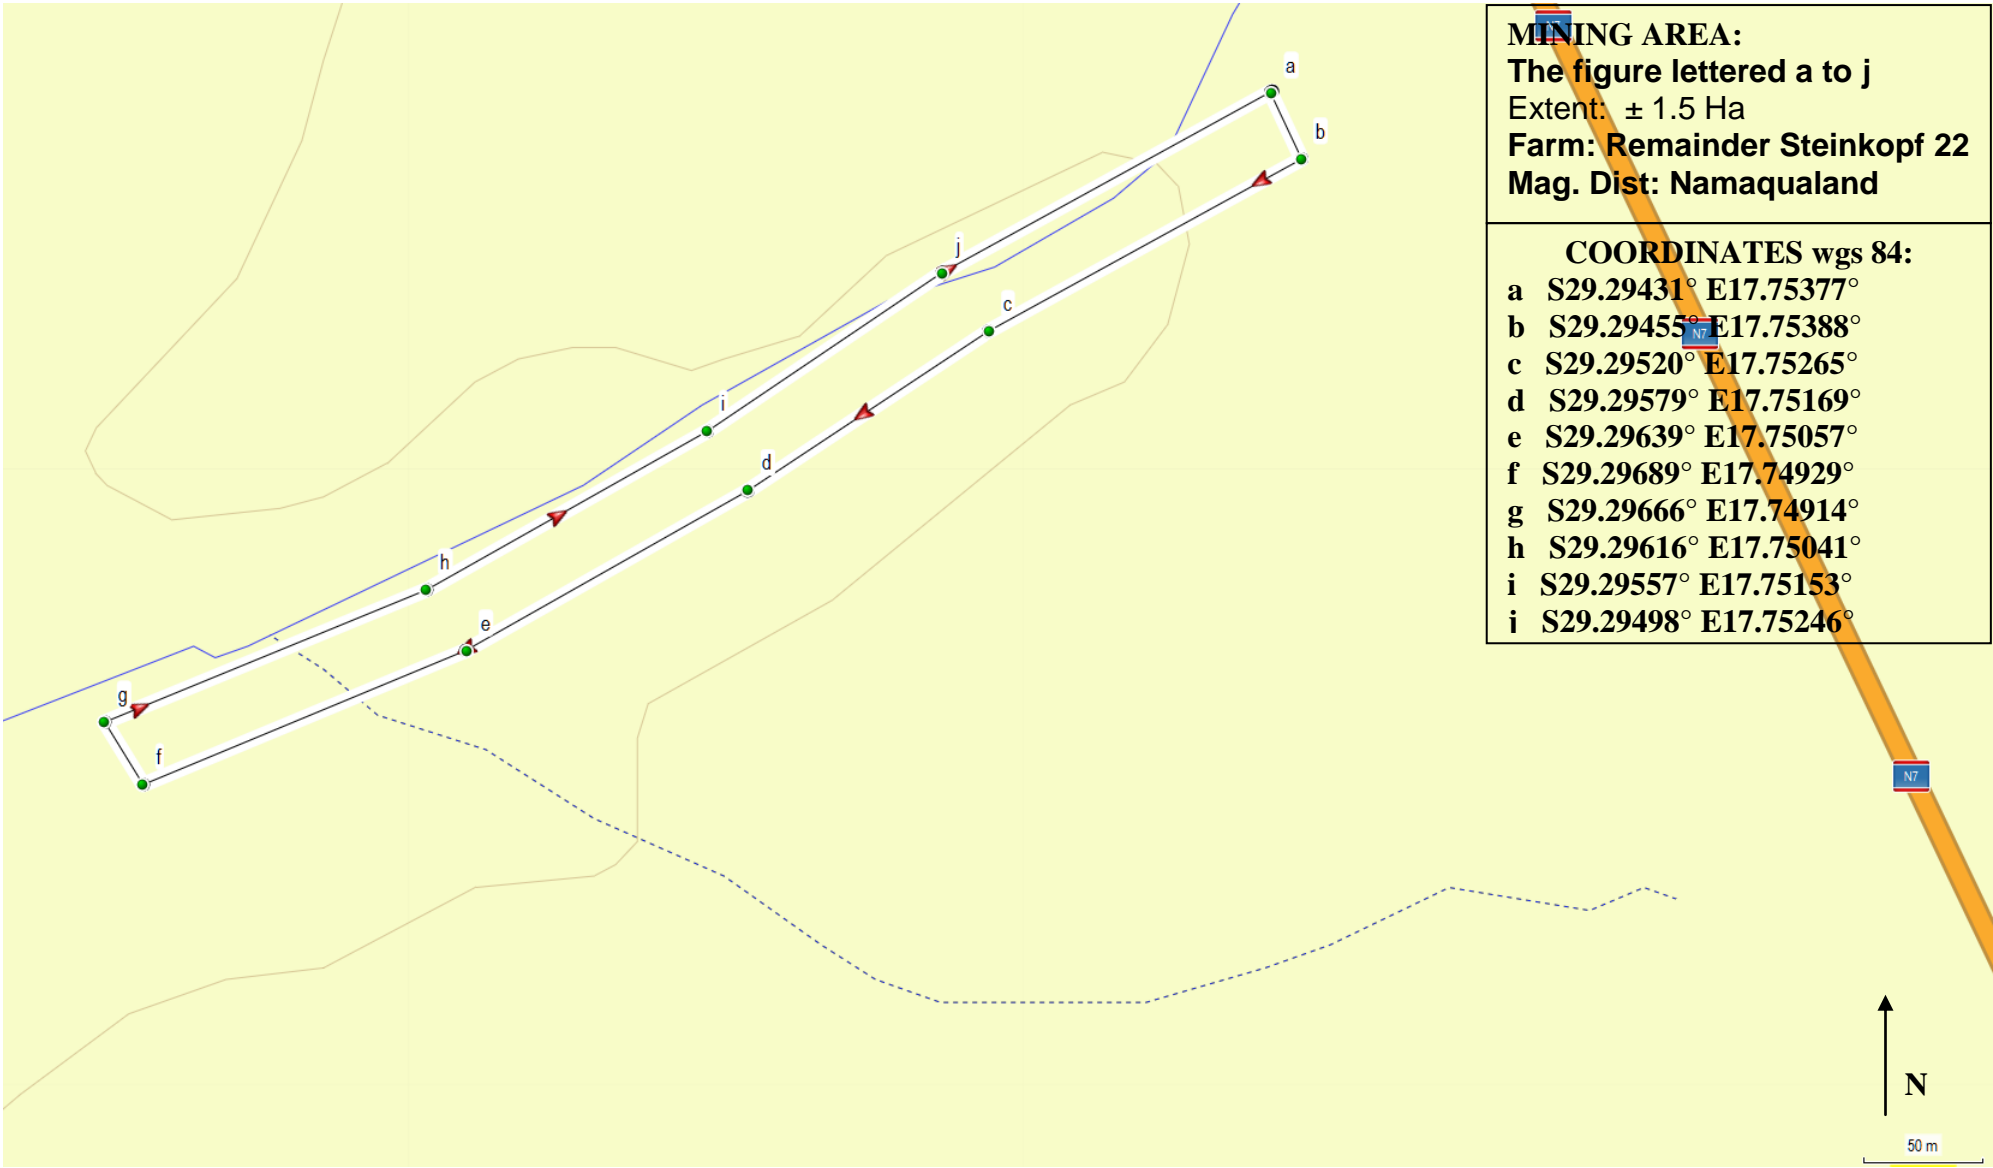 MINING AREA:
The figure lettered a to j
Extent: ± 1.5 Ha
Farm: Remainder Steinkopf 22
Mag. Dist: Namaqualand
COORDINATES wgs 84:
a S29.29431° E17.75377°
b S29.29455° E17.75388°
c S29.29520° E17.75265°
d S29.29579° E17.75169°
e S29.29639° E17.75057°
f S29.29689° E17.74929°
g S29.29666° E17.74914°
h S29.29616° E17.75041°
i S29.29557° E17.75153°
j S29.29498° E17.75246°
a
b
j
c
i
d
h
e
g
f
N7
N7
N7
N
50 m